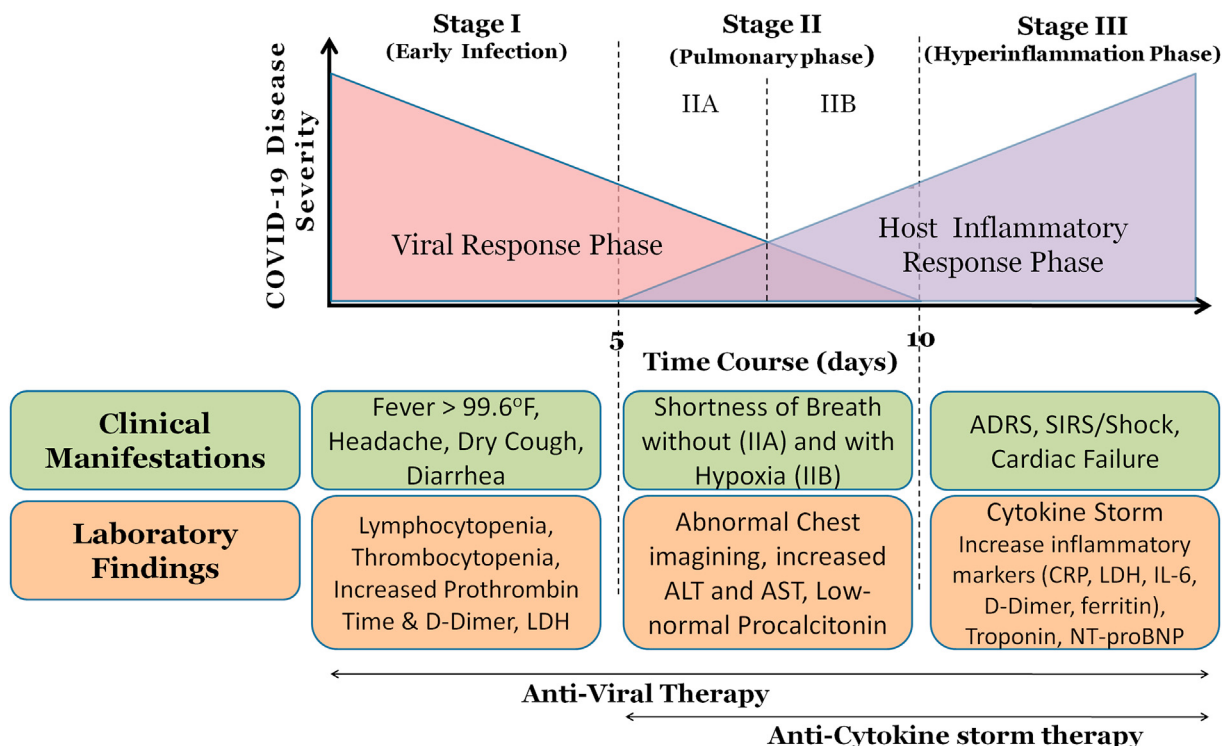 Stage I
(Early Infection)
Stage II
(Pulmonary phase)
Stage III
(Hyperinflammation Phase)
IIA
IIB
COVID-19 Disease
Severity
Viral Response Phase
Host Inflammatory
Response Phase
5
10
Time Course (days)
Clinical
Manifestations
Fever > 99.6°F,
Headache, Dry Cough,
Diarrhea
Shortness of Breath
without (IIA) and with
Hypoxia (IIB)
ADRS, SIRS/Shock,
Cardiac Failure
Laboratory
Findings
Lymphocytopenia,
Thrombocytopenia,
Increased Prothrombin
Time & D-Dimer, LDH
Abnormal Chest
imagining, increased
ALT and AST, Low-
normal Procalcitonin
Cytokine Storm
Increase inflammatory
markers (CRP, LDH, IL-6,
D-Dimer, ferritin),
Troponin, NT-proBNP
Anti-Viral Therapy
Anti-Cytokine storm therapy